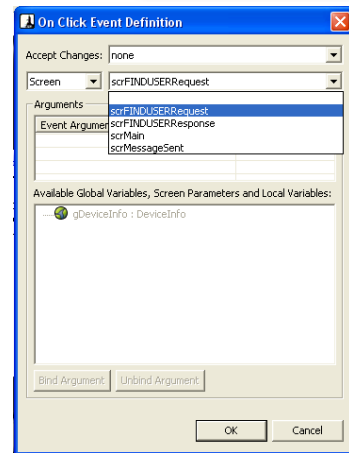 On Click Event Definition
Accept Changes: none
Screen scrFINDUSERRequest
Arguments
scrFINDUSERRequest
Event Argumen scrFINDUSERResponse
scrMain
scrMessageSent
Available Global Variables, Screen Parameters and Local Variables:
gDeviceInfo : DeviceInfo
Bind Argument Unbind Argument
OK Cancel